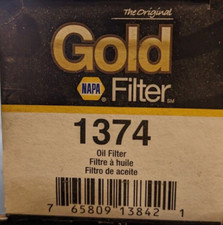 The Original
Gold
NAPA Filter SM
1374
Oil Filter
Filtre à huile
Filtro de aceite
7 65809 13842 1